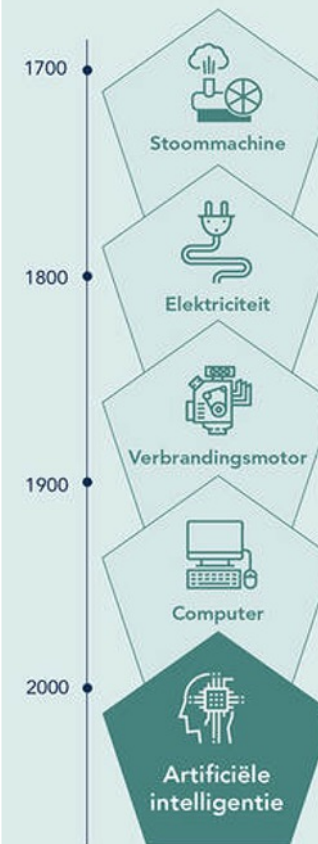 1700
Stoommachine
1800
Elektriciteit
Verbrandingsmotor
1900
Computer
2000
Artificiële
intelligentie